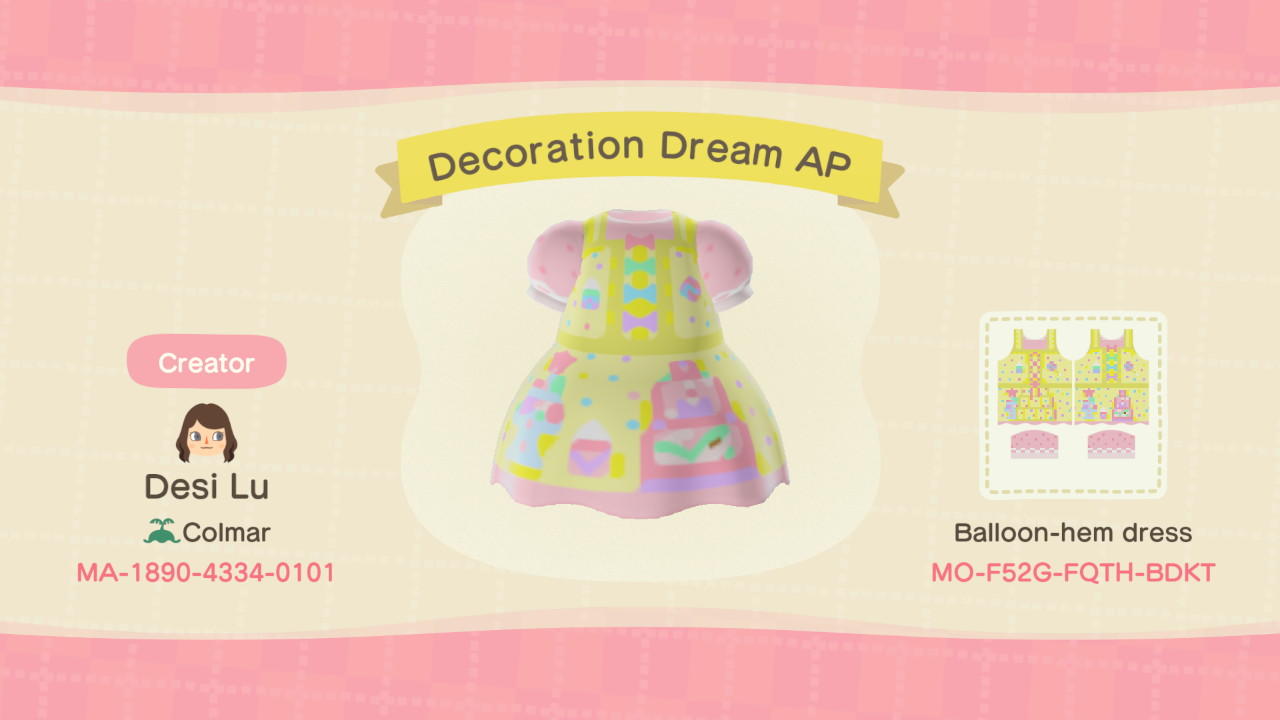 Decoration Dream AP
Creator
Desi Lu
Colmar
MA-1890-4334-0101
Balloon-hem dress
MO-F52G-FQTH-BDKT